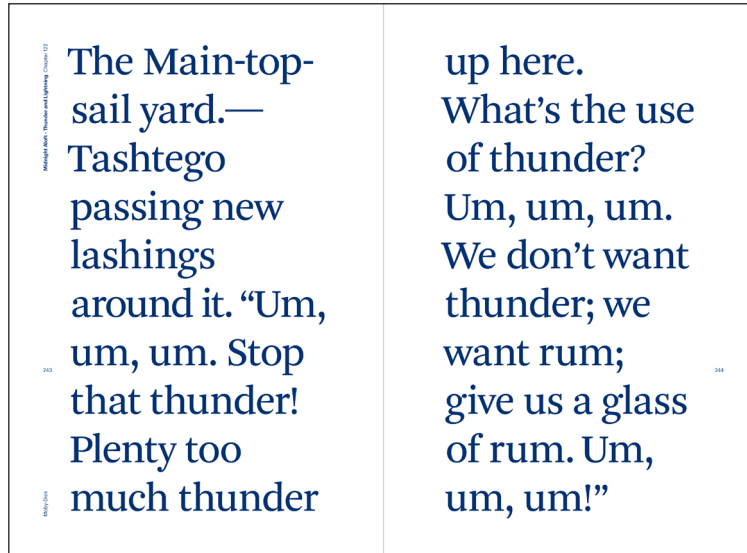 Midnight Aloft – Thunder and Lightning Chapter 122
The Main-top-
sail yard.—
Tashtego
passing new
lashings
around it. “Um,
um, um. Stop
that thunder!
Plenty too
much thunder
243
Moby-Dick
up here.
What’s the use
of thunder?
Um, um, um.
We don’t want
thunder; we
want rum;
give us a glass
of rum. Um,
um, um!”
244